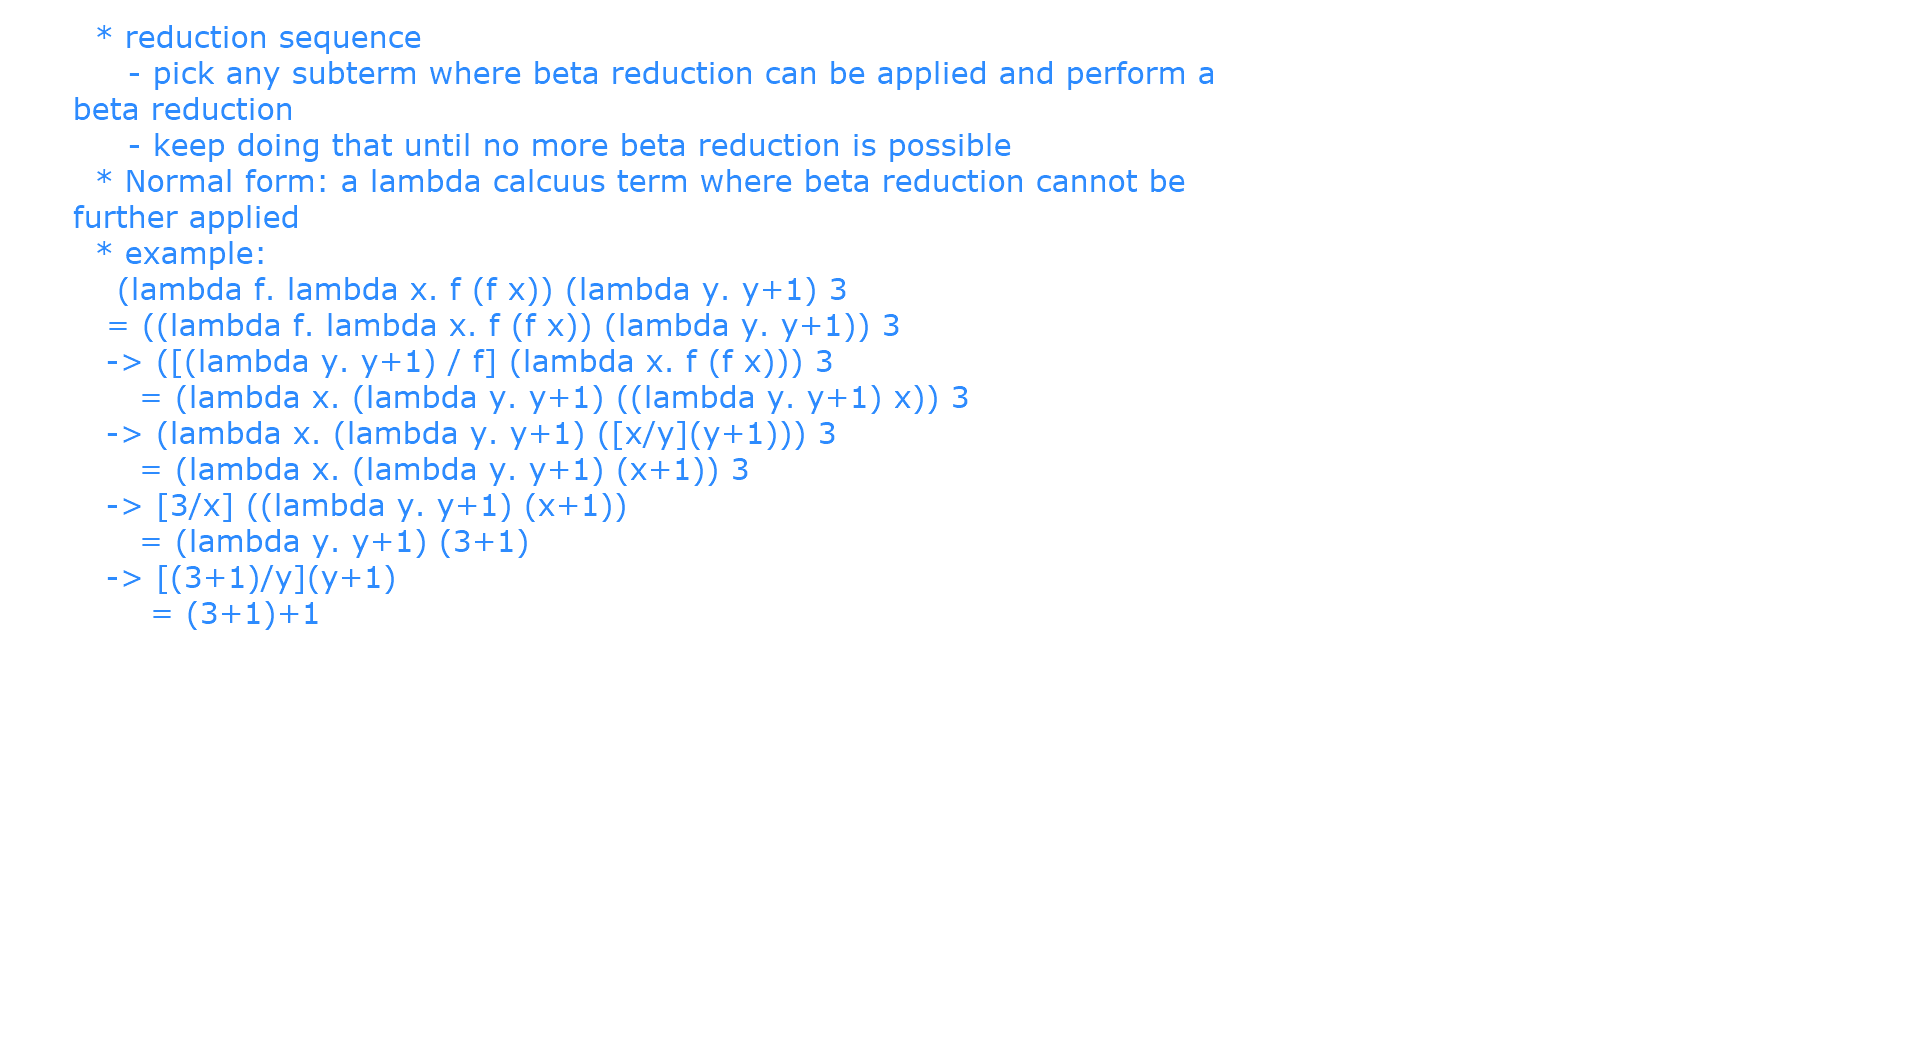 * reduction sequence
- pick any subterm where beta reduction can be applied and perform a
beta reduction
- keep doing that until no more beta reduction is possible
* Normal form: a lambda calcuus term where beta reduction cannot be
further applied
* example:
(lambda f. lambda x. f (f x)) (lambda y. y+1) 3
= ((lambda f. lambda x. f (f x)) (lambda y. y+1)) 3
-> ([(lambda y. y+1) / f] (lambda x. f (f x))) 3
= (lambda x. (lambda y. y+1) ((lambda y. y+1) x)) 3
-> (lambda x. (lambda y. y+1) ([x/y](y+1))) 3
= (lambda x. (lambda y. y+1) (x+1)) 3
-> [3/x] ((lambda y. y+1) (x+1))
= (lambda y. y+1) (3+1)
-> [(3+1)/y](y+1)
= (3+1)+1